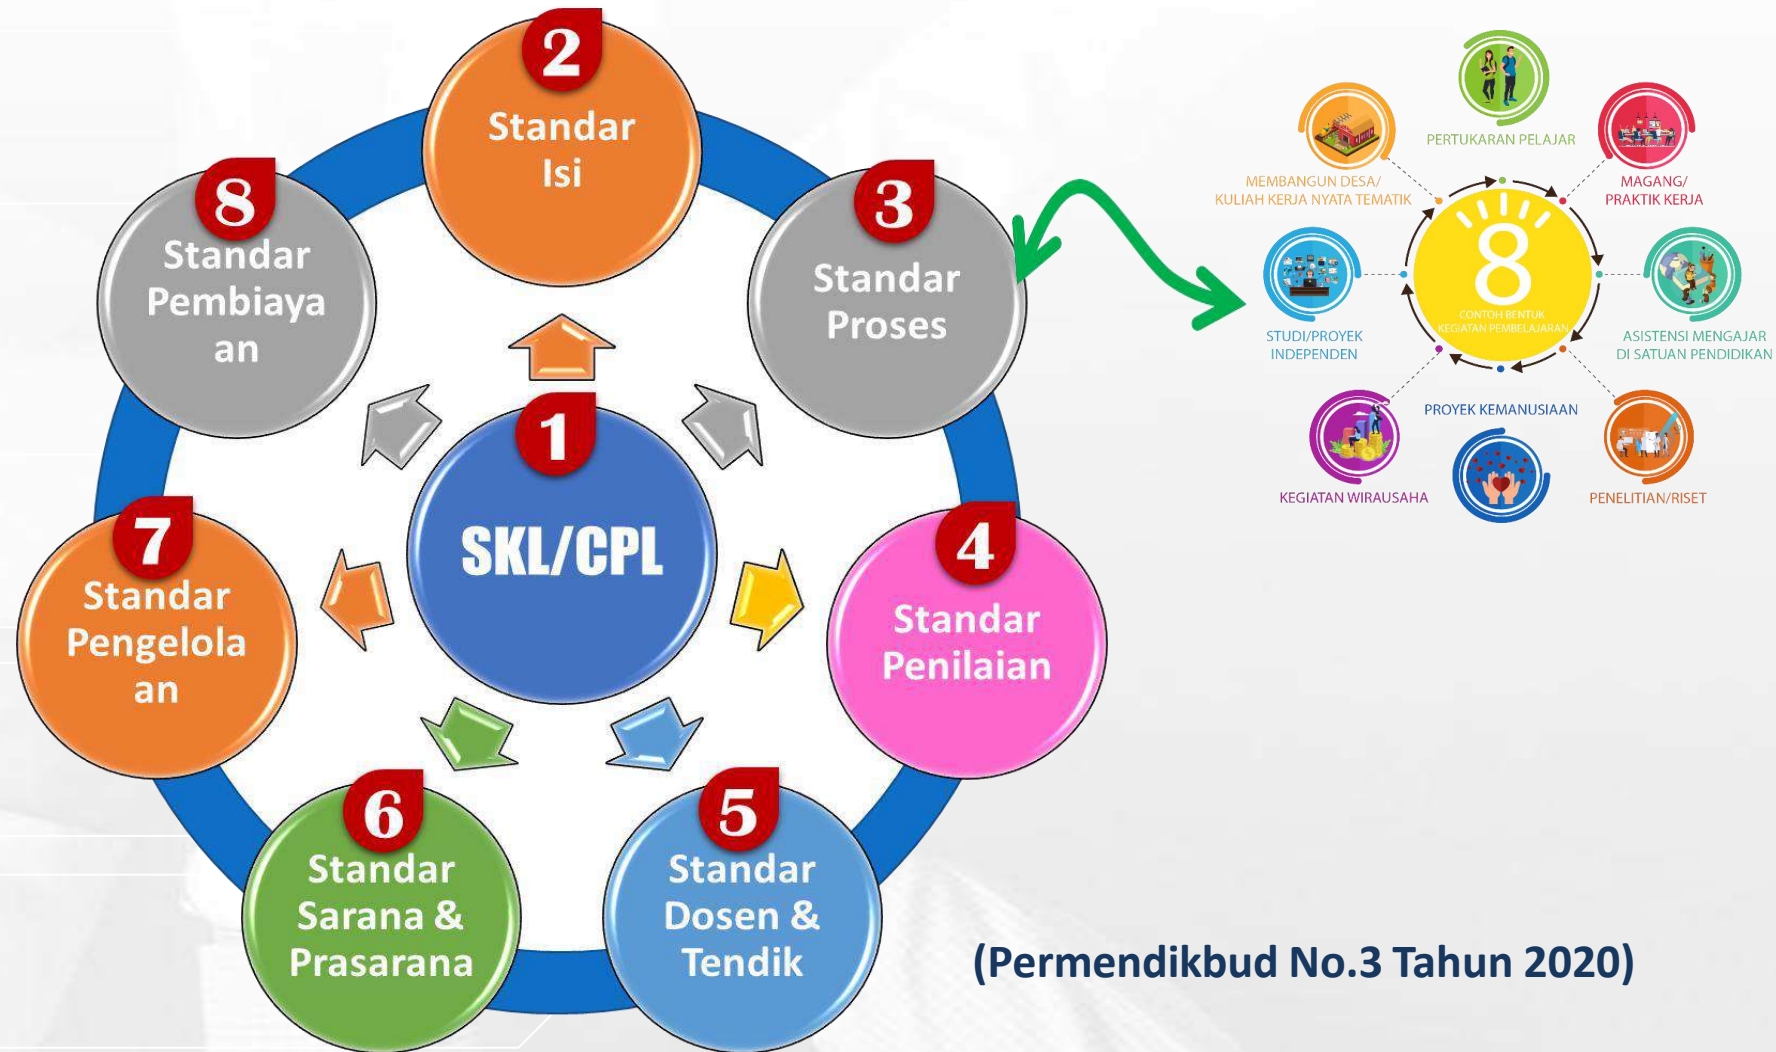 1
SKL/CPL
2
Standar
Isi
3
Standar
Proses
4
Standar
Penilaian
5
Standar
Dosen &
Tendik
6
Standar
Sarana &
Prasarana
7
Standar
Pengelola
an
8
Standar
Pembiaya
an
PERTUKARAN PELAJAR
MAGANG/
PRAKTIK KERJA
ASISTENSI MENGAJAR
DI SATUAN PENDIDIKAN
PENELITIAN/RISET
PROYEK KEMANUSIAAN
KEGIATAN WIRAUSAHA
STUDI/PROYEK
INDEPENDEN
MEMBANGUN DESA/
KULIAH KERJA NYATA TEMATIK
8
CONTOH BENTUK
KEGIATAN PEMBELAJARAN
(Permendikbud No.3 Tahun 2020)